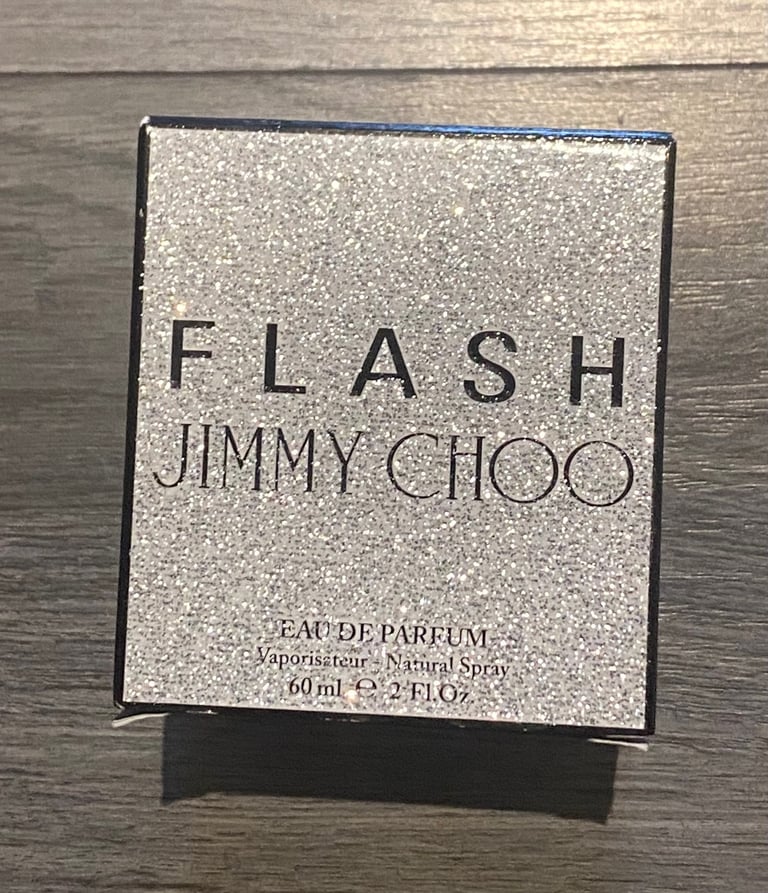 FLASH
JIMMY CHOO
EAU DE PARFUM
Vaporisateur - Natural Spray
60 ml ℮ 2 Fl.Oz.